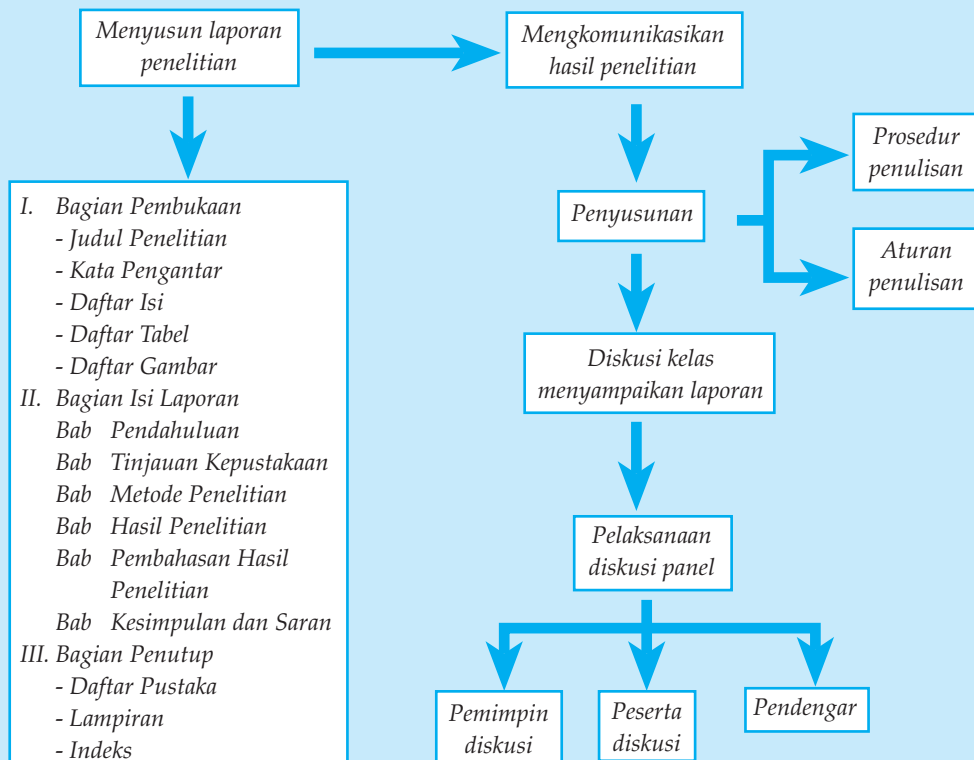 Menyusun laporan
penelitian
Mengkomunikasikan
hasil penelitian
Prosedur
penulisan
Penyusunan
Aturan
penulisan
I. Bagian Pembukaan
- Judul Penelitian
- Kata Pengantar
- Daftar Isi
- Daftar Tabel
- Daftar Gambar
II. Bagian Isi Laporan
Bab Pendahuluan
Bab Tinjauan Kepustakaan
Bab Metode Penelitian
Bab Hasil Penelitian
Bab Pembahasan Hasil
Penelitian
Bab Kesimpulan dan Saran
III. Bagian Penutup
- Daftar Pustaka
- Lampiran
- Indeks
Diskusi kelas
menyampaikan laporan
Pelaksanaan
diskusi panel
Pemimpin
diskusi
Peserta
diskusi
Pendengar